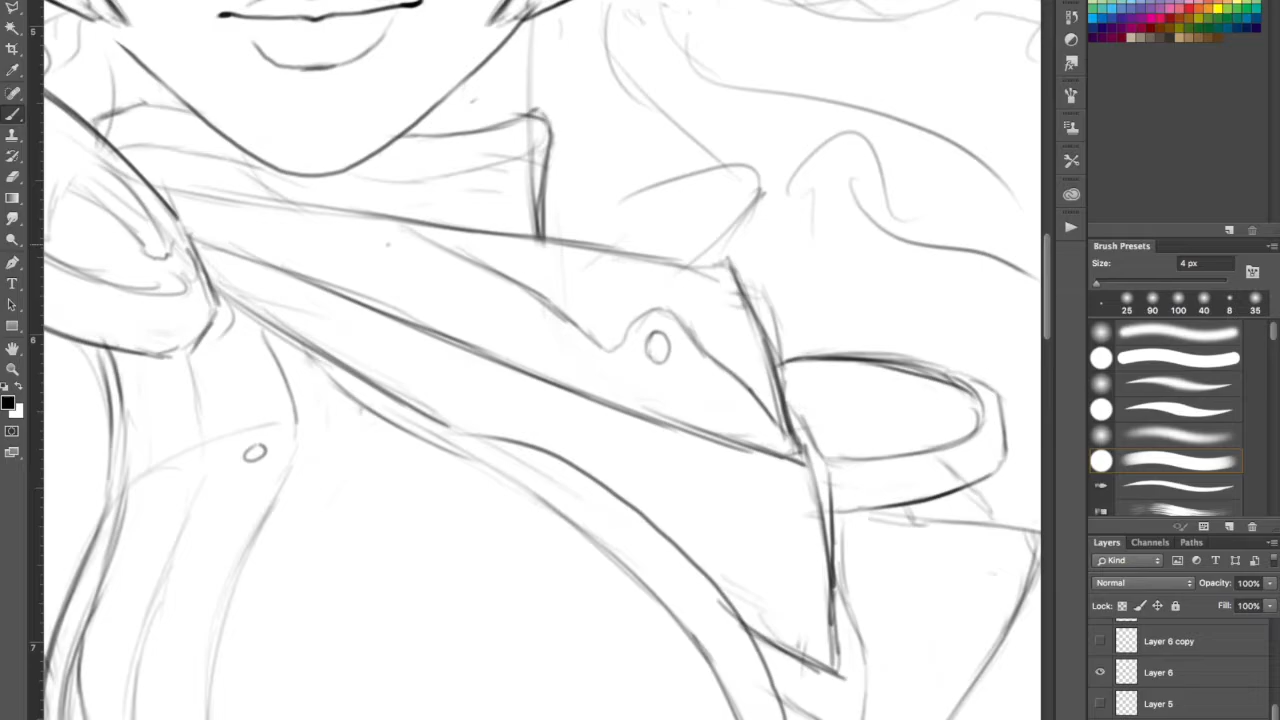 5
6
7
Brush Presets
Size: 4 px
25 90 100 40 8 35
Layers Channels Paths
Kind
Normal Opacity: 100%
Lock: Fill: 100%
Layer 6 copy
Layer 6
Layer 5